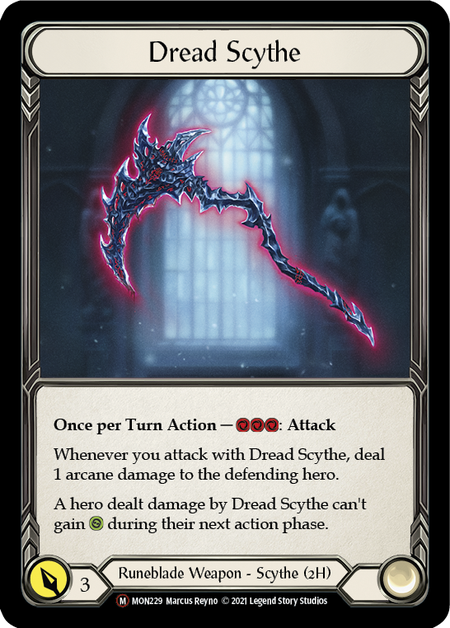 Dread Scythe
Once per Turn Action — : Attack
Whenever you attack with Dread Scythe, deal
1 arcane damage to the defending hero.
A hero dealt damage by Dread Scythe can't
gain during their next action phase.
3
Runeblade Weapon - Scythe (2H)
M MON229 Marcus Reyno © 2021 Legend Story Studios